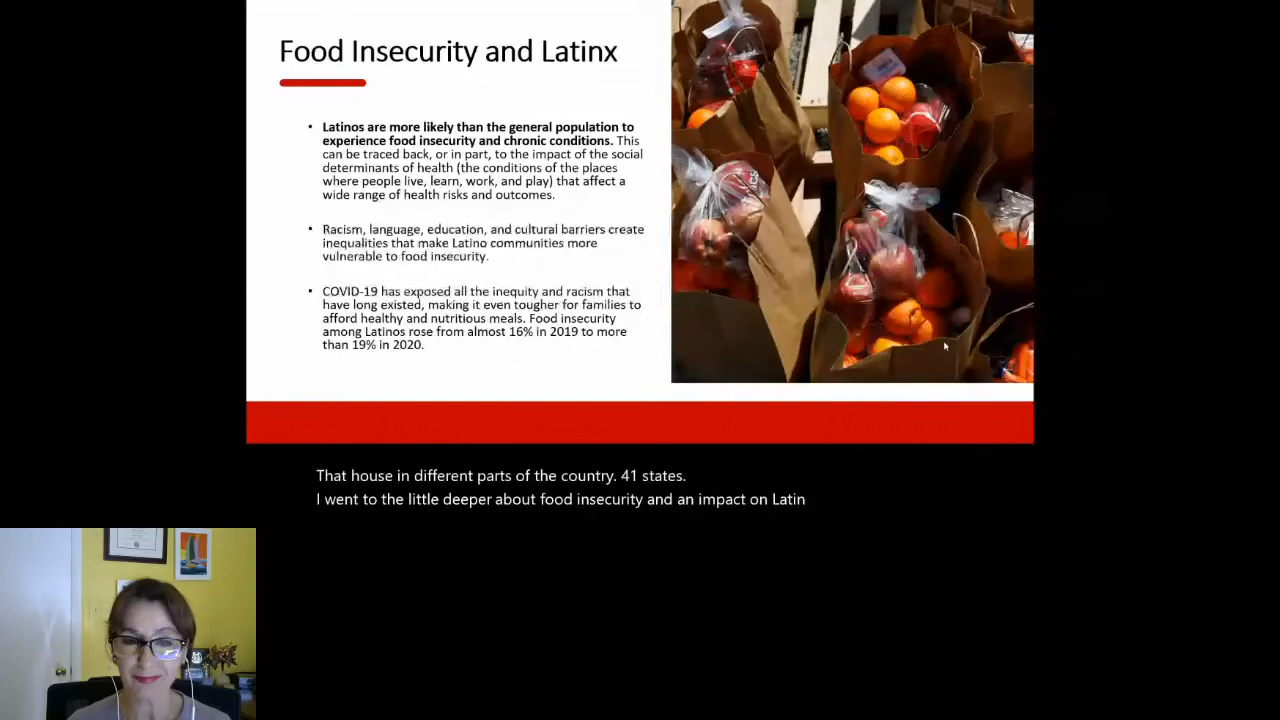 Food Insecurity and Latinx
• Latinos are more likely than the general population to
experience food insecurity and chronic conditions. This
can be traced back, or in part, to the impact of the social
determinants of health (the conditions of the places
where people live, learn, work, and play) that affect a
wide range of health risks and outcomes.
• Racism, language, education, and cultural barriers create
inequalities that make Latino communities more
vulnerable to food insecurity.
• COVID-19 has exposed all the inequity and racism that
have long existed, making it even tougher for families to
afford healthy and nutritious meals. Food insecurity
among Latinos rose from almost 16% in 2019 to more
than 19% in 2020.
That house in different parts of the country. 41 states.
I went to the little deeper about food insecurity and an impact on Latin